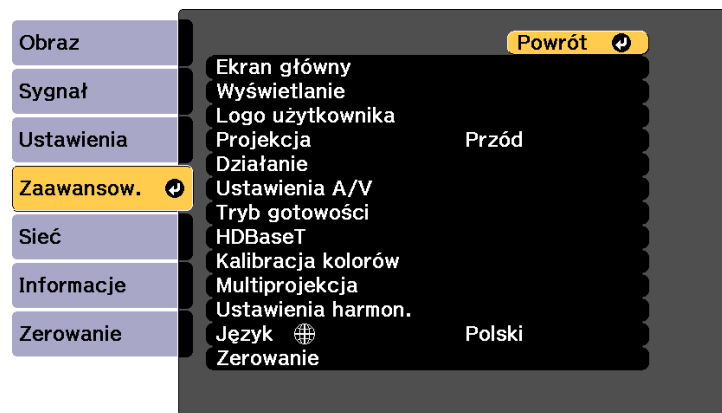 Obraz
Sygnał
Ustawienia
Zaawansow.
Sieć
Informacje
Zerowanie
Powrót
Ekran główny
Wyświetlanie
Logo użytkownika
Projekcja Przód
Działanie
Ustawienia A/V
Tryb gotowości
HDBaseT
Kalibracja kolorów
Multiprojekcja
Ustawienia harmon.
Język Polski
Zerowanie